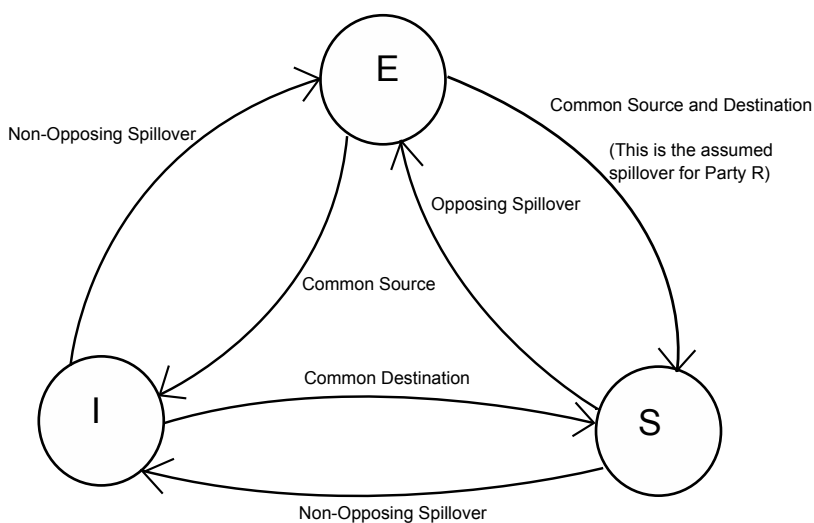 E
Common Source and Destination
(This is the assumed
spillover for Party R)
Non-Opposing Spillover
Opposing Spillover
Common Source
Common Destination
I
S
Non-Opposing Spillover